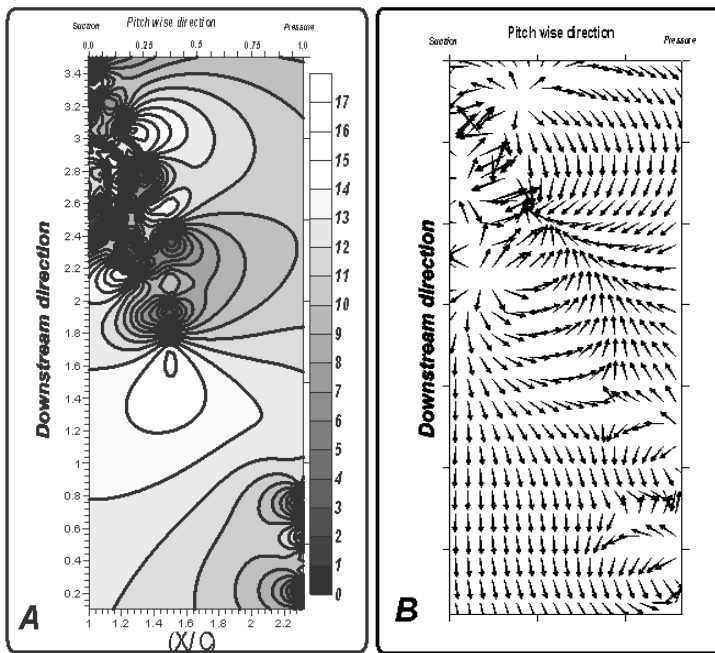 Pitch wise direction
Suction
Pressure
0.0 0.25 0.5 0.75 1.0
Downstream direction
3.4
3.2
3
2.8
2.6
2.4
2.2
2
1.8
1.6
1.4
1.2
1
0.8
0.6
0.4
0.2
1 1.2 1.4 1.6 1.8 2 2.2
(X/C)
17
16
15
14
13
12
11
10
9
8
7
6
5
4
3
2
1
0
A
Pitch wise direction
Suction
Pressure
Downstream direction
B